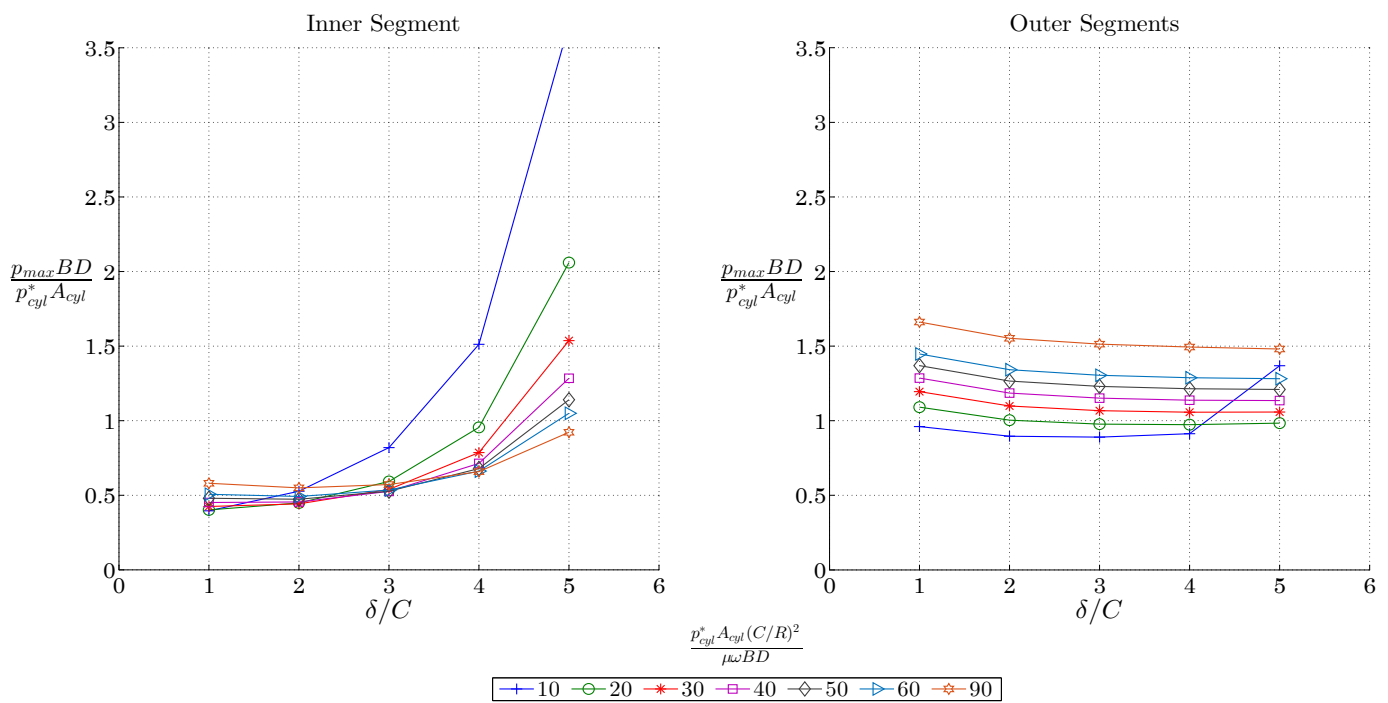 Inner Segment
3.5
3
2.5
2
1.5
1
0.5
0
p_max BD / p*_cyl A_cyl
0 1 2 3 4 5 6
δ/C
Outer Segments
3.5
3
2.5
2
1.5
1
0.5
0
p_max BD / p*_cyl A_cyl
0 1 2 3 4 5 6
δ/C
p*_cyl A_cyl (C/R)² / μωBD
10 20 30 40 50 60 90